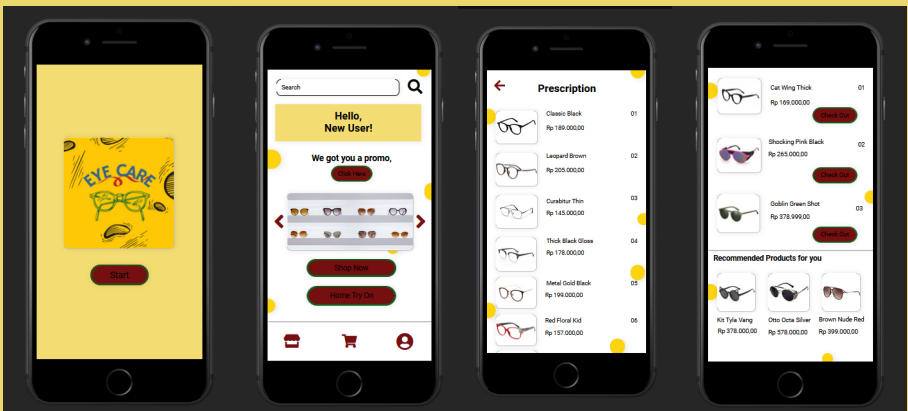 EYE CARE
Start
Search
Hello,
New User!
We got you a promo,
Click Here
Shop Now
Home Try On
Prescription
Classic Black
01
Rp 189.000,00
Leopard Brown
02
Rp 205.000,00
Curabitur Thin
03
Rp 145.000,00
Thick Black Gloss
04
Rp 178.000,00
Metal Gold Black
05
Rp 199.000,00
Red Floral Kid
06
Rp 157.000,00
Cat Wing Thick
01
Rp 169.000,00
Check Out
Shocking Pink Black
02
Rp 265.000,00
Check Out
Goblin Green Shot
03
Rp 378.999,00
Check Out
Recommended Products for you
Kit Tyla Vang
Otto Octa Silver
Brown Nude Red
Rp 378.000,00
Rp 578.000,00
Rp 399.000,00